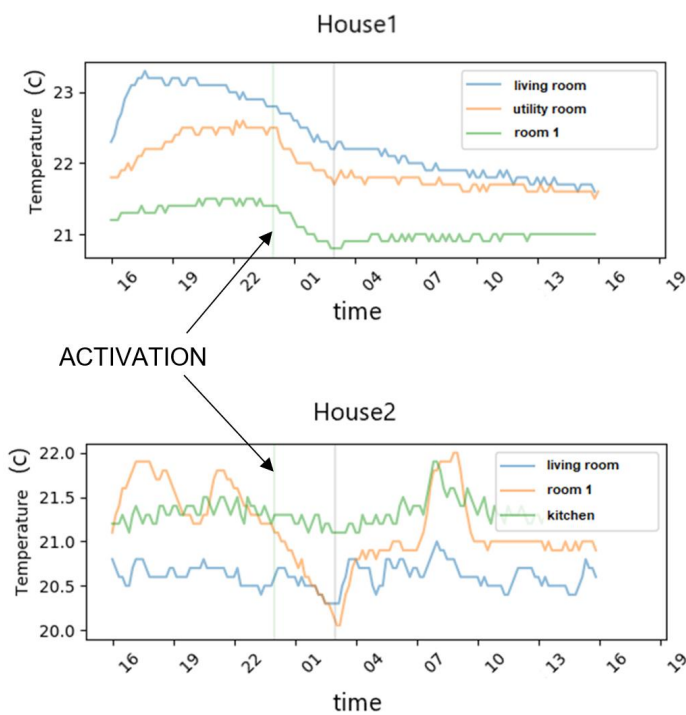 House1
Temperature (c)
23
22
21
living room
utility room
room 1
16 19 22 01 04 07 10 13 16 19
time
ACTIVATION
House2
Temperature (c)
22.0
21.5
21.0
20.5
20.0
living room
room 1
kitchen
16 19 22 01 04 07 10 13 16 19
time